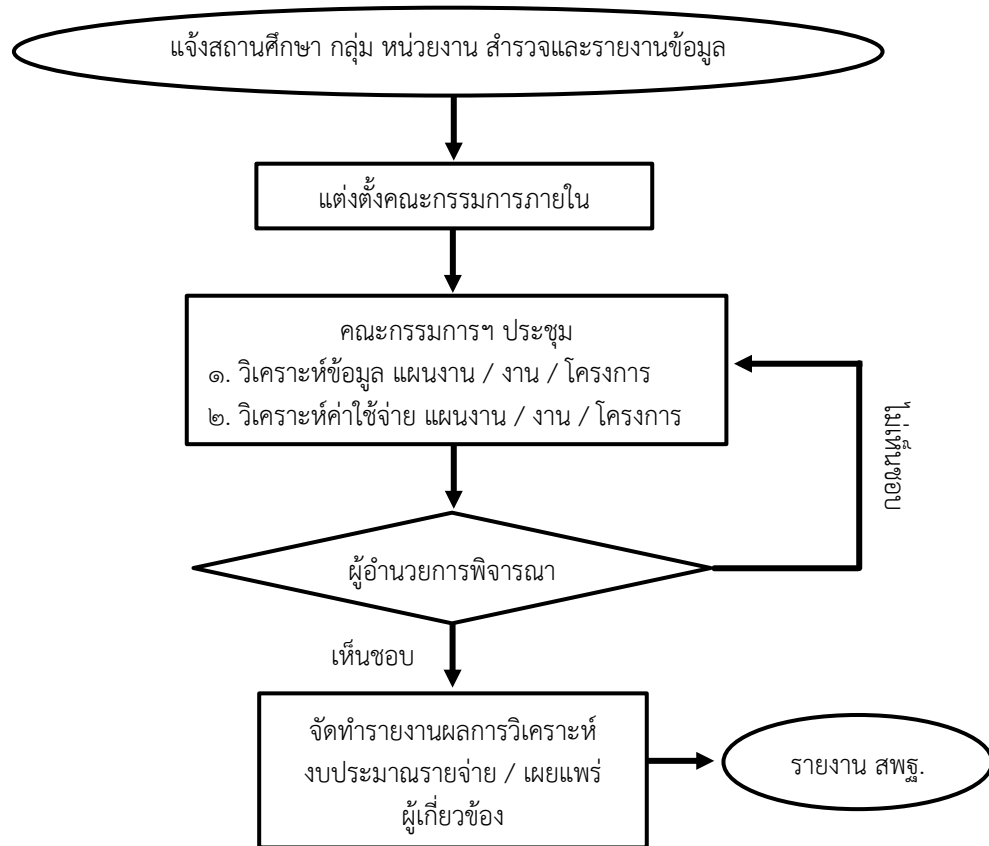 แจ้งสถานศึกษา กลุ่ม หน่วยงาน สำรวจและรายงานข้อมูล
แต่งตั้งคณะกรรมการภายใน
คณะกรรมการฯ ประชุม
๑. วิเคราะห์ข้อมูล แผนงาน / งาน / โครงการ
๒. วิเคราะห์ค่าใช้จ่าย แผนงาน / งาน / โครงการ
ไม่เห็นชอบ
ผู้อำนวยการพิจารณา
เห็นชอบ
จัดทำรายงานผลการวิเคราะห์
งบประมาณรายจ่าย / เผยแพร่
ผู้เกี่ยวข้อง
รายงาน สพฐ.